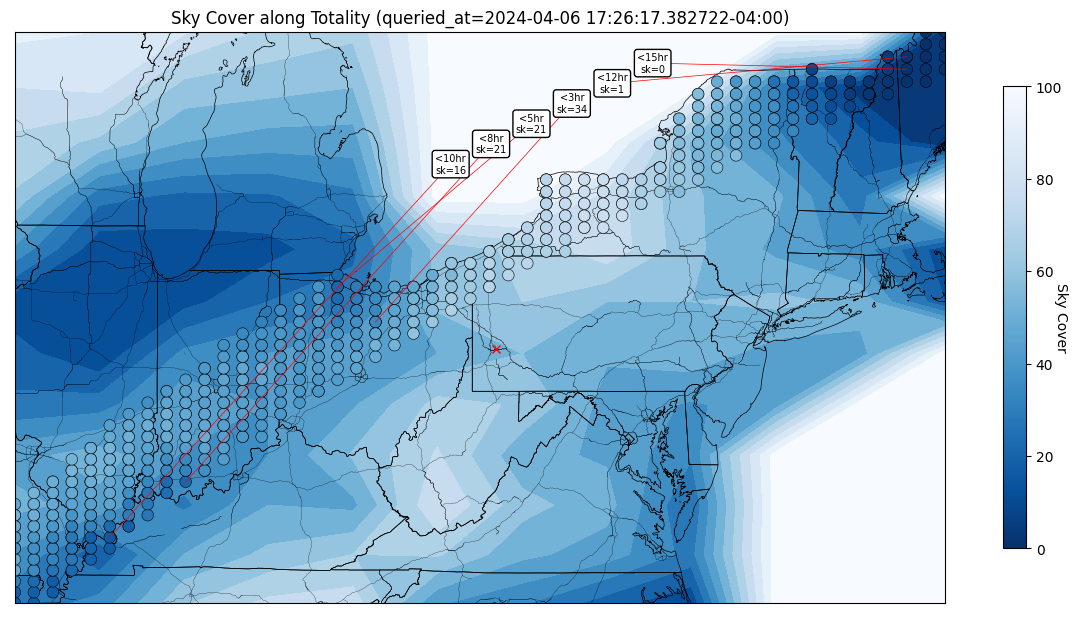 Sky Cover along Totality (queried_at=2024-04-06 17:26:17.382722-04:00)
<15hr
sk=0
<12hr
sk=1
<3hr
sk=34
<5hr
sk=21
<8hr
sk=21
<10hr
sk=16
100
80
60
40
20
0
Sky Cover